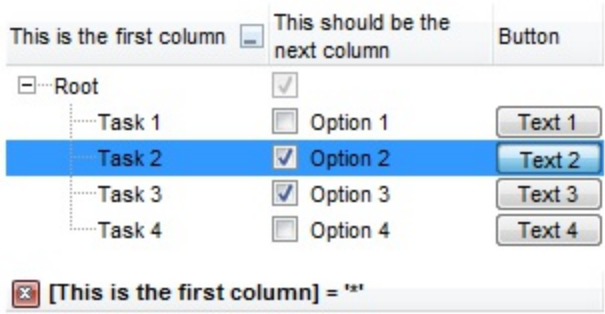 This is the first column
This should be the
next column
Button
Root
Task 1 Option 1 Text 1
Task 2 Option 2 Text 2
Task 3 Option 3 Text 3
Task 4 Option 4 Text 4
[This is the first column] = '*'